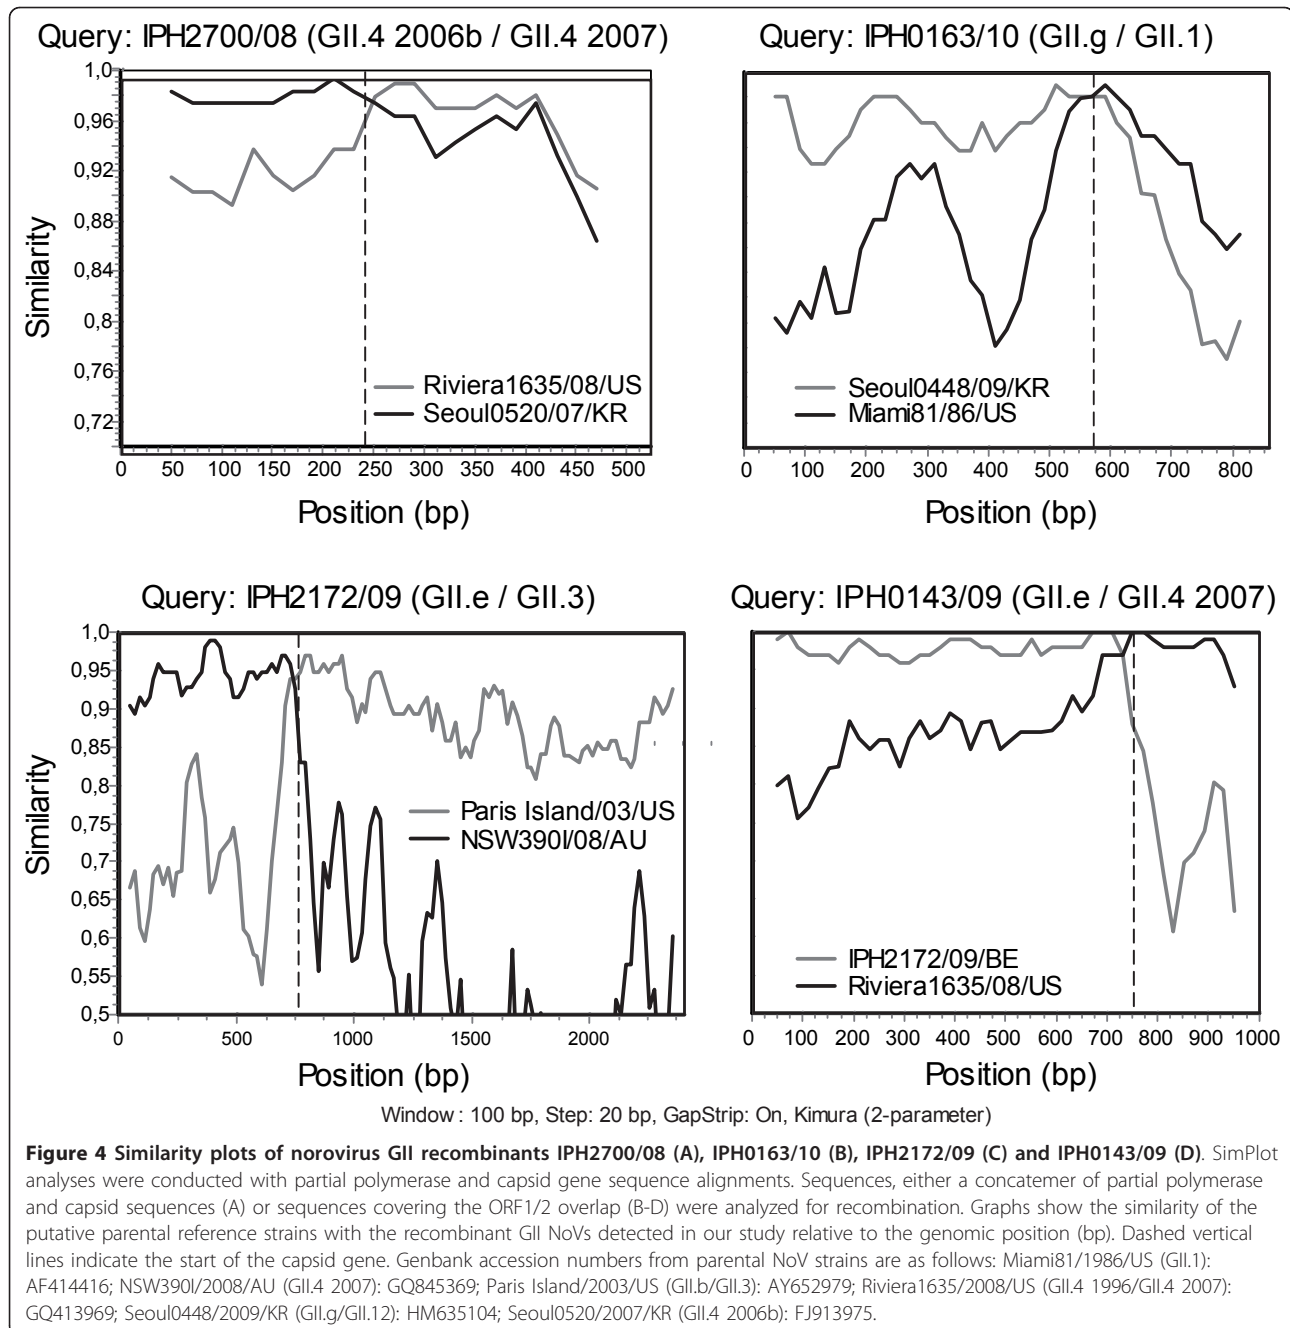 Query: IPH2700/08 (GII.4 2006b / GII.4 2007)
Similarity
1,0
0,96
0,92
0,88
0,84
0,8
0,76
0,72
Riviera1635/08/US
Seoul0520/07/KR
0 50 100 150 200 250 300 350 400 450 500
Position (bp)
Query: IPH0163/10 (GII.g / GII.1)
Seoul0448/09/KR
Miami81/86/US
0 100 200 300 400 500 600 700 800
Position (bp)
Query: IPH2172/09 (GII.e / GII.3)
Similarity
1,0
0,95
0,9
0,85
0,8
0,75
0,7
0,65
0,6
0,55
0,5
Paris Island/03/US
NSW390I/08/AU
0 500 1000 1500 2000
Position (bp)
Query: IPH0143/09 (GII.e / GII.4 2007)
IPH2172/09/BE
Riviera1635/08/US
0 100 200 300 400 500 600 700 800 900 1000
Position (bp)
Window : 100 bp, Step: 20 bp, GapStrip: On, Kimura (2-parameter)
Figure 4 Similarity plots of norovirus GII recombinants IPH2700/08 (A), IPH0163/10 (B), IPH2172/09 (C) and IPH0143/09 (D). SimPlot
analyses were conducted with partial polymerase and capsid gene sequence alignments. Sequences, either a concatemer of partial polymerase
and capsid sequences (A) or sequences covering the ORF1/2 overlap (B-D) were analyzed for recombination. Graphs show the similarity of the
putative parental reference strains with the recombinant GII NoVs detected in our study relative to the genomic position (bp). Dashed vertical
lines indicate the start of the capsid gene. Genbank accession numbers from parental NoV strains are as follows: Miami81/1986/US (GII.1):
AF414416; NSW390I/2008/AU (GII.4 2007): GQ845369; Paris Island/2003/US (GII.b/GII.3): AY652979; Riviera1635/2008/US (GII.4 1996/GII.4 2007):
GQ413969; Seoul0448/2009/KR (GII.g/GII.12): HM635104; Seoul0520/2007/KR (GII.4 2006b): FJ913975.